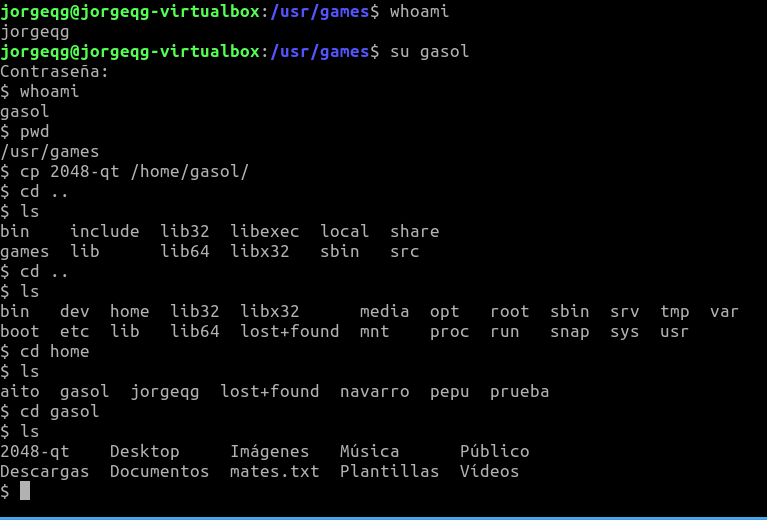 jorgeqg@jorgeqg-virtualbox:/usr/games$ whoami
jorgeqg
jorgeqg@jorgeqg-virtualbox:/usr/games$ su gasol
Contraseña:
$ whoami
gasol
$ pwd
/usr/games
$ cp 2048-qt /home/gasol/
$ cd ..
$ ls
bin    include  lib32  libexec  local  share
games  lib      lib64  libx32   sbin   src
$ cd ..
$ ls
bin   dev  home  lib32  libx32      media  opt   root  sbin  srv  tmp  var
boot  etc  lib   lib64  lost+found  mnt    proc  run   snap  sys  usr
$ cd home
$ ls
aito  gasol  jorgeqg  lost+found  navarro  pepu  prueba
$ cd gasol
$ ls
2048-qt    Desktop     Imágenes   Música      Público
Descargas  Documentos  mates.txt  Plantillas  Vídeos
$